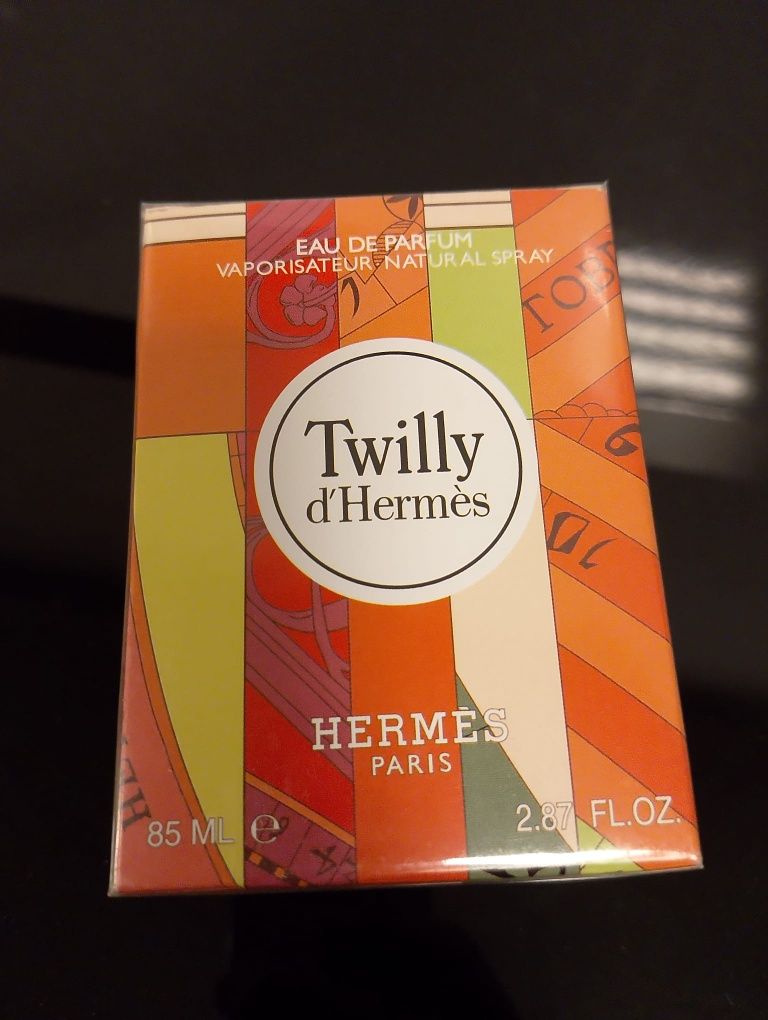 EAU DE PARFUM
VAPORISATEUR NATURAL SPRAY
Twilly
d'Hermès
HERMÈS
PARIS
85 ML ℮
2.87 FL.OZ.